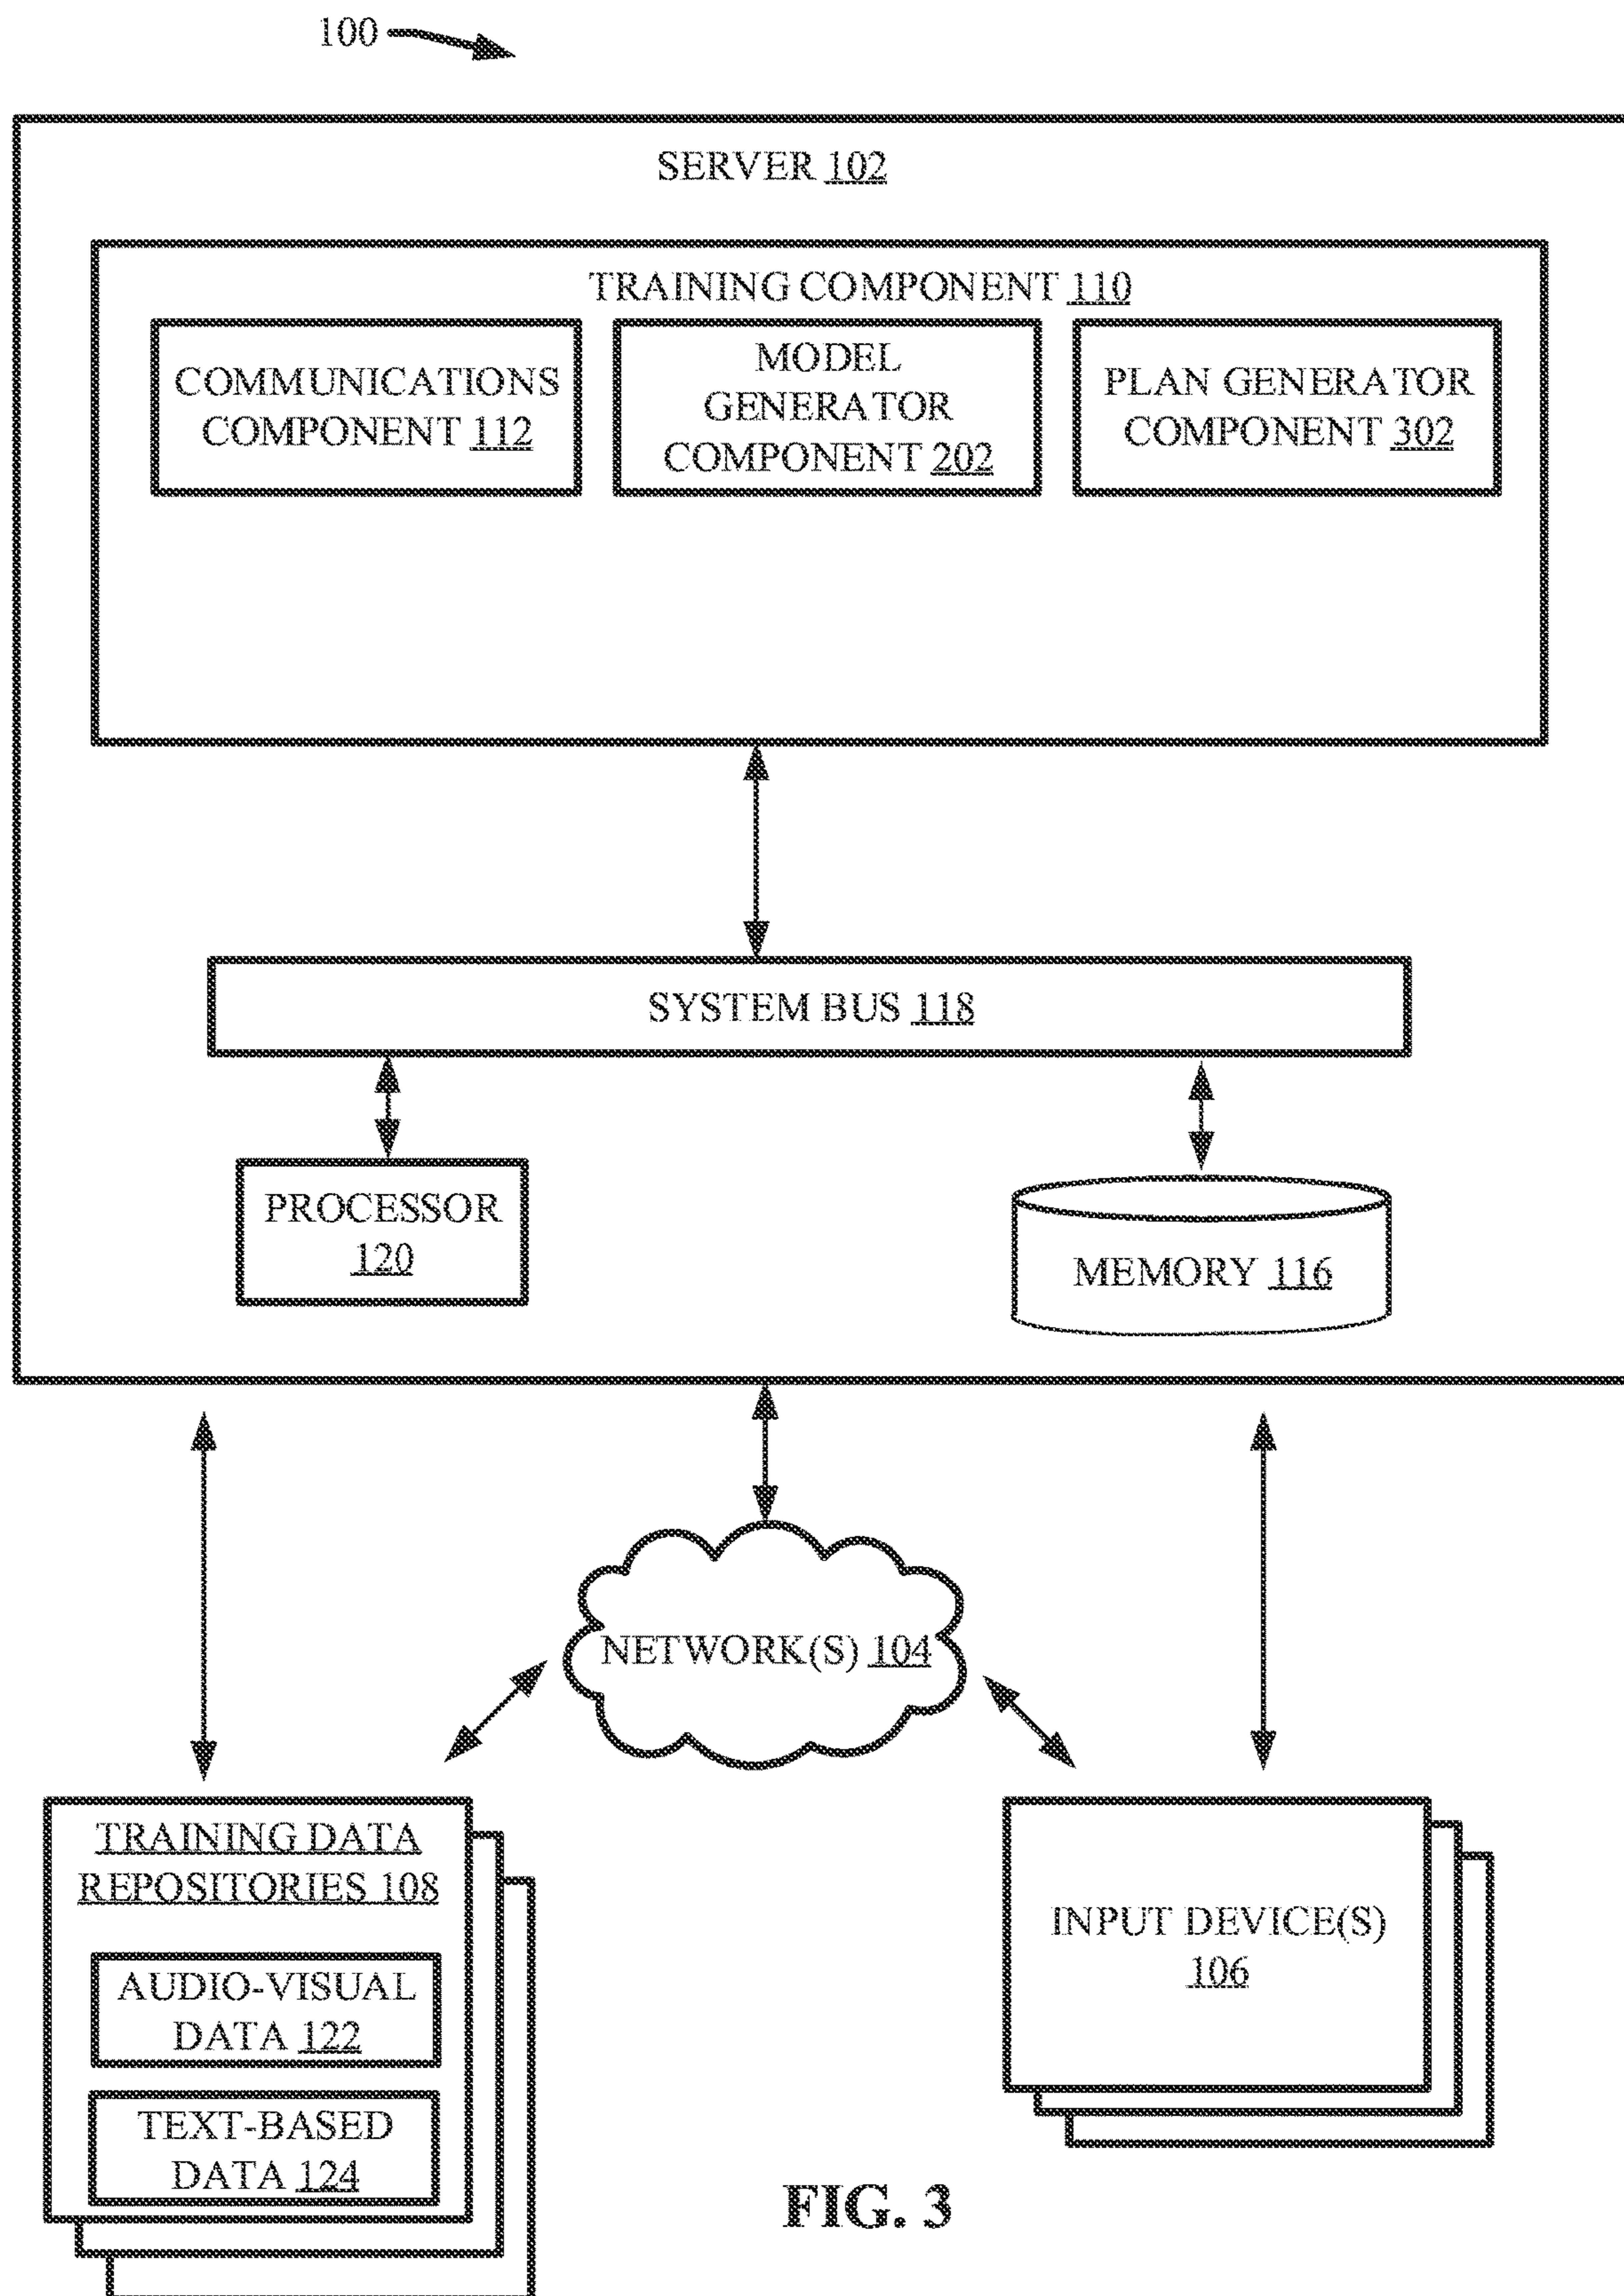 100
SERVER 102
TRAINING COMPONENT 110
COMMUNICATIONS
COMPONENT 112
MODEL
GENERATOR
COMPONENT 202
PLAN GENERATOR
COMPONENT 302
SYSTEM BUS 118
PROCESSOR
120
MEMORY 116
NETWORK(S) 104
TRAINING DATA
REPOSITORIES 108
AUDIO-VISUAL
DATA 122
TEXT-BASED
DATA 124
INPUT DEVICE(S)
106
FIG. 3